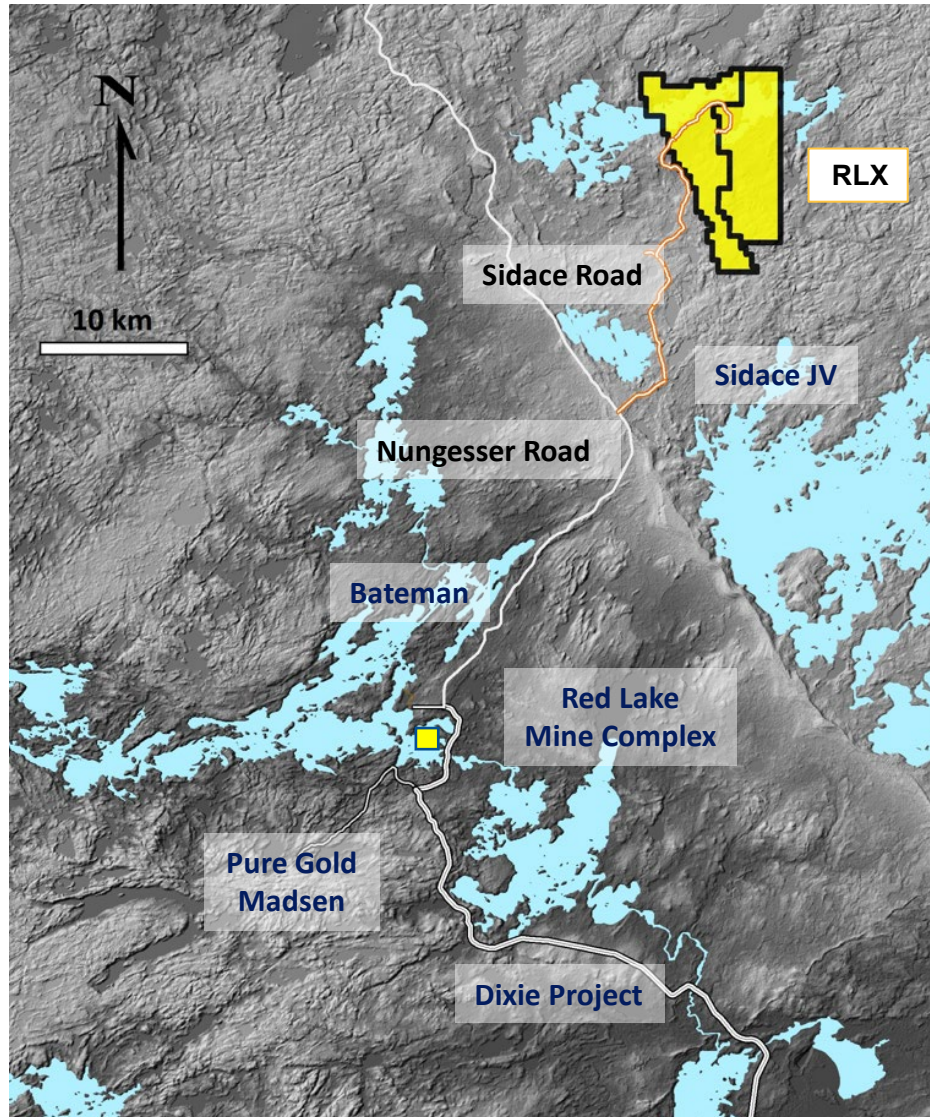 N
RLX
Sidace Road
10 km
Sidace JV
Nungesser Road
Bateman
Red Lake
Mine Complex
Pure Gold
Madsen
Dixie Project